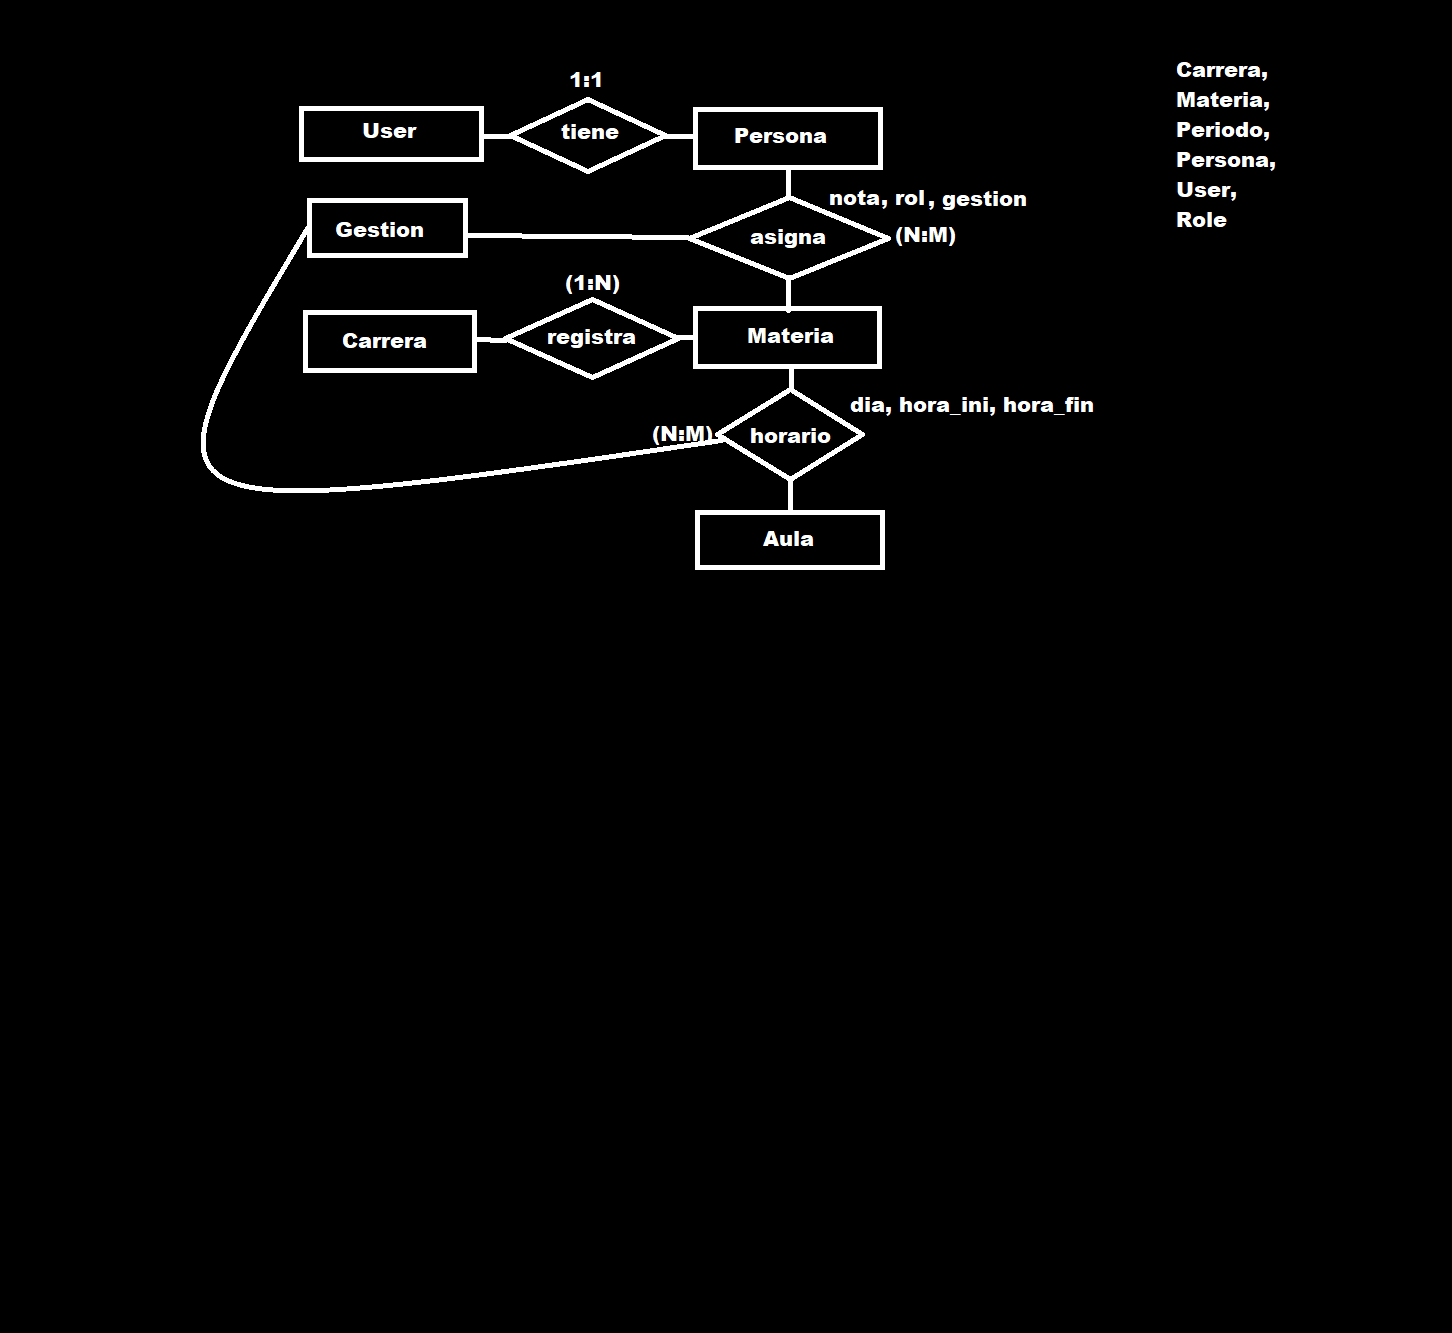 1:1
User
tiene
Persona
nota, rol, gestion
Gestion
asigna
(N:M)
(1:N)
Carrera
registra
Materia
dia, hora_ini, hora_fin
(N:M)
horario
Aula
Carrera,
Materia,
Periodo,
Persona,
User,
Role